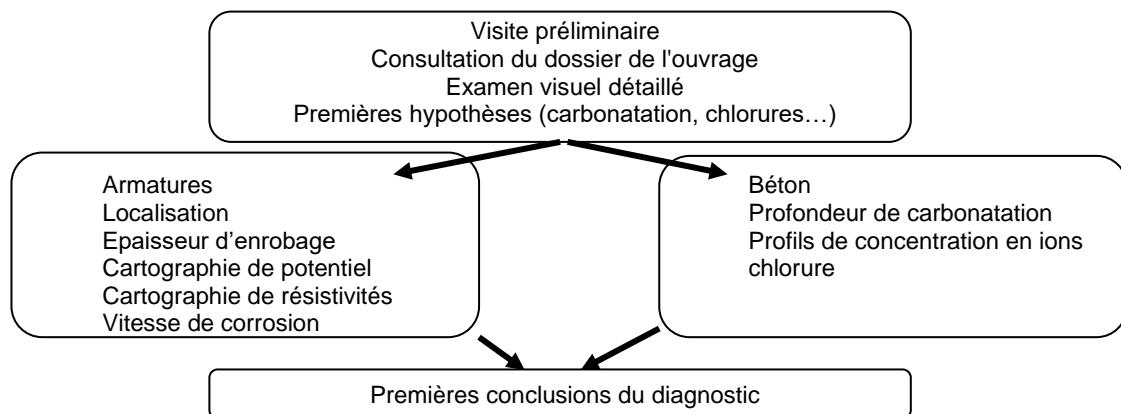 Visite préliminaire
Consultation du dossier de l'ouvrage
Examen visuel détaillé
Premières hypothèses (carbonatation, chlorures…)
Armatures
Localisation
Epaisseur d’enrobage
Cartographie de potentiel
Cartographie de résistivités
Vitesse de corrosion
Béton
Profondeur de carbonatation
Profils de concentration en ions
chlorure
Premières conclusions du diagnostic